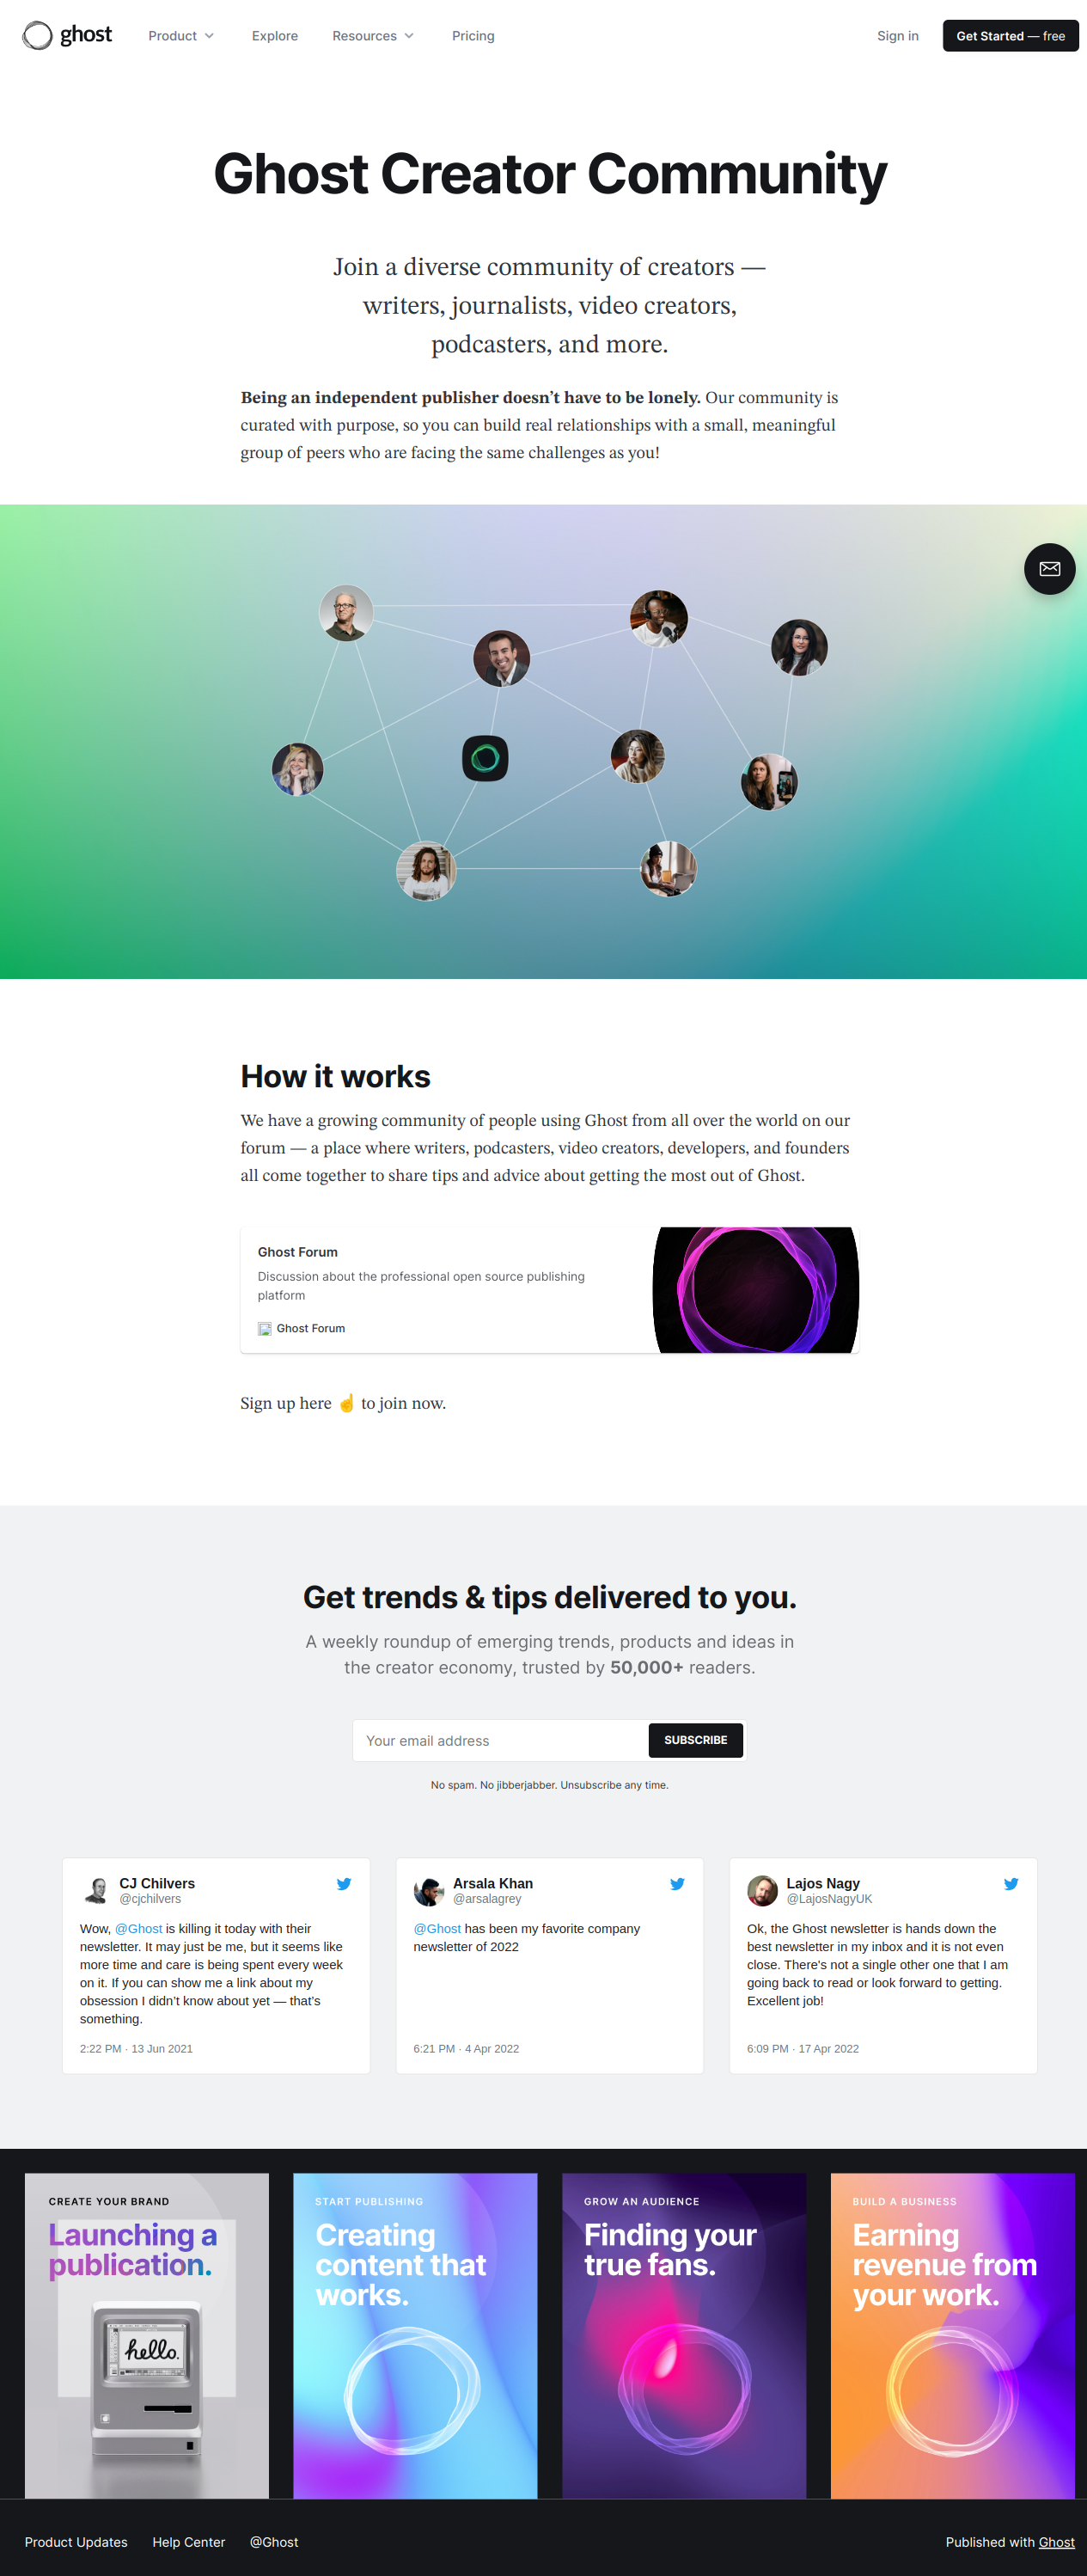 ghost
Product
Explore
Resources
Pricing
Sign in
Get Started — free
Ghost Creator Community
Join a diverse community of creators —
writers, journalists, video creators,
podcasters, and more.
Being an independent publisher doesn’t have to be lonely. Our community is
curated with purpose, so you can build real relationships with a small, meaningful
group of peers who are facing the same challenges as you!
How it works
We have a growing community of people using Ghost from all over the world on our
forum — a place where writers, podcasters, video creators, developers, and founders
all come together to share tips and advice about getting the most out of Ghost.
Ghost Forum
Discussion about the professional open source publishing
platform
Ghost Forum
Sign up here ☝️ to join now.
Get trends & tips delivered to you.
A weekly roundup of emerging trends, products and ideas in
the creator economy, trusted by 50,000+ readers.
Your email address
SUBSCRIBE
No spam. No jibberjabber. Unsubscribe any time.
CJ Chilvers
@cjchilvers
Wow, @Ghost is killing it today with their
newsletter. It may just be me, but it seems like
more time and care is being spent every week
on it. If you can show me a link about my
obsession I didn’t know about yet — that’s
something.
2:22 PM · 13 Jun 2021
Arsala Khan
@arsalagrey
@Ghost has been my favorite company
newsletter of 2022
6:21 PM · 4 Apr 2022
Lajos Nagy
@LajosNagyUK
Ok, the Ghost newsletter is hands down the
best newsletter in my inbox and it is not even
close. There's not a single other one that I am
going back to read or look forward to getting.
Excellent job!
6:09 PM · 17 Apr 2022
CREATE YOUR BRAND
Launching a
publication.
hello.
START PUBLISHING
Creating
content that
works.
GROW AN AUDIENCE
Finding your
true fans.
BUILD A BUSINESS
Earning
revenue from
your work.
Product Updates
Help Center
@Ghost
Published with Ghost